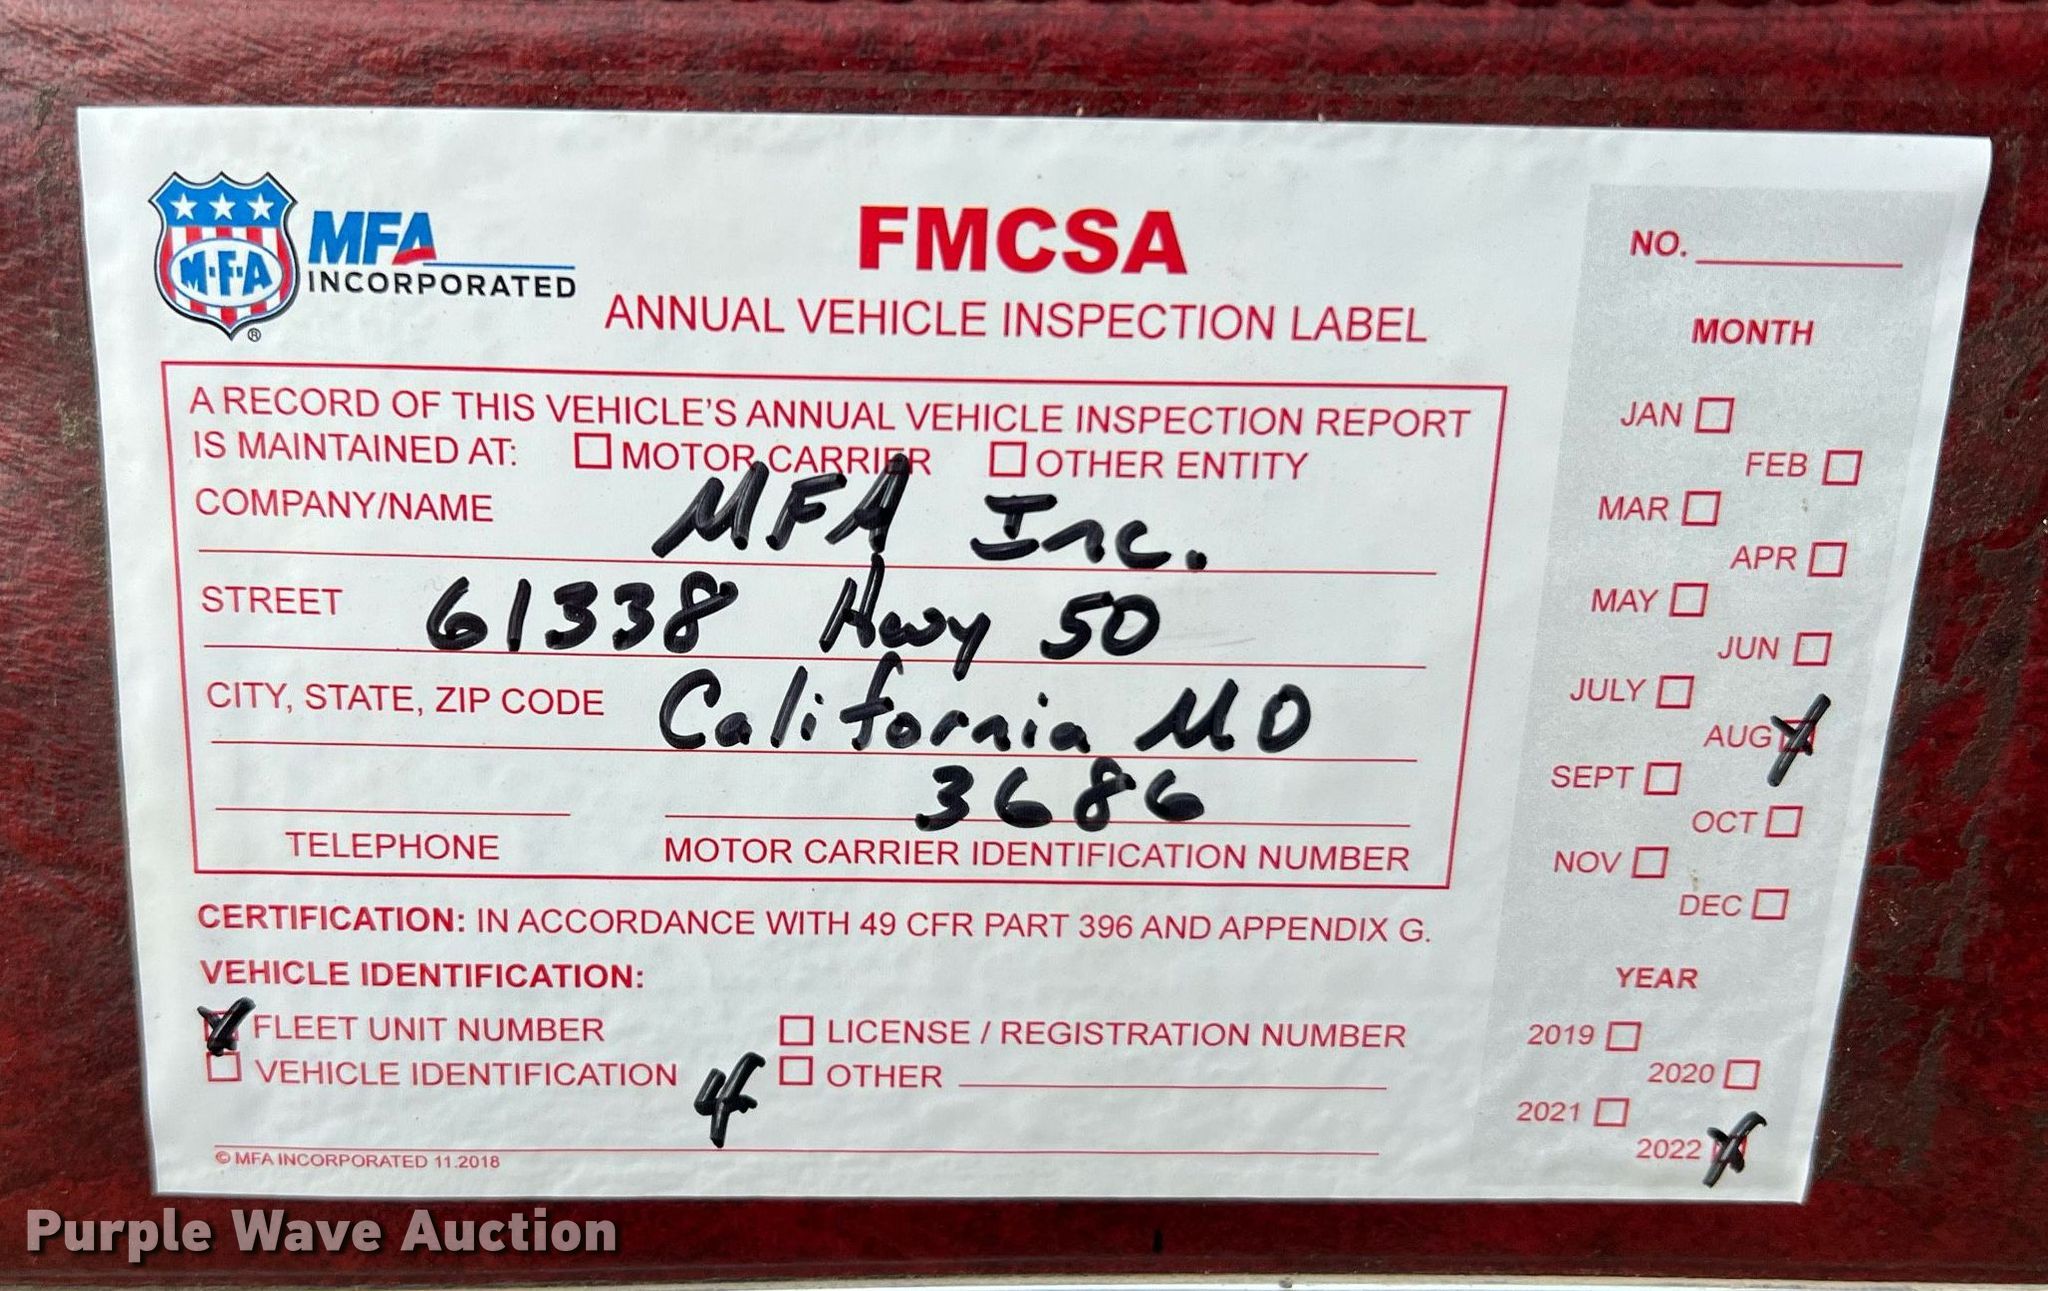 M-F-A
®
MFA
INCORPORATED
FMCSA
ANNUAL VEHICLE INSPECTION LABEL
A RECORD OF THIS VEHICLE'S ANNUAL VEHICLE INSPECTION REPORT
IS MAINTAINED AT: MOTOR CARRIER OTHER ENTITY
COMPANY/NAME MFA Inc.
STREET 61338 Hwy 50
CITY, STATE, ZIP CODE California MO
3686
TELEPHONE MOTOR CARRIER IDENTIFICATION NUMBER
CERTIFICATION: IN ACCORDANCE WITH 49 CFR PART 396 AND APPENDIX G.
VEHICLE IDENTIFICATION:
X FLEET UNIT NUMBER LICENSE / REGISTRATION NUMBER
VEHICLE IDENTIFICATION OTHER
4
© MFA INCORPORATED 11.2018
NO.
MONTH
JAN
FEB
MAR
APR
MAY
JUN
JULY
AUG X
SEPT
OCT
NOV
DEC
YEAR
2019
2020
2021
2022 X
Purple Wave Auction